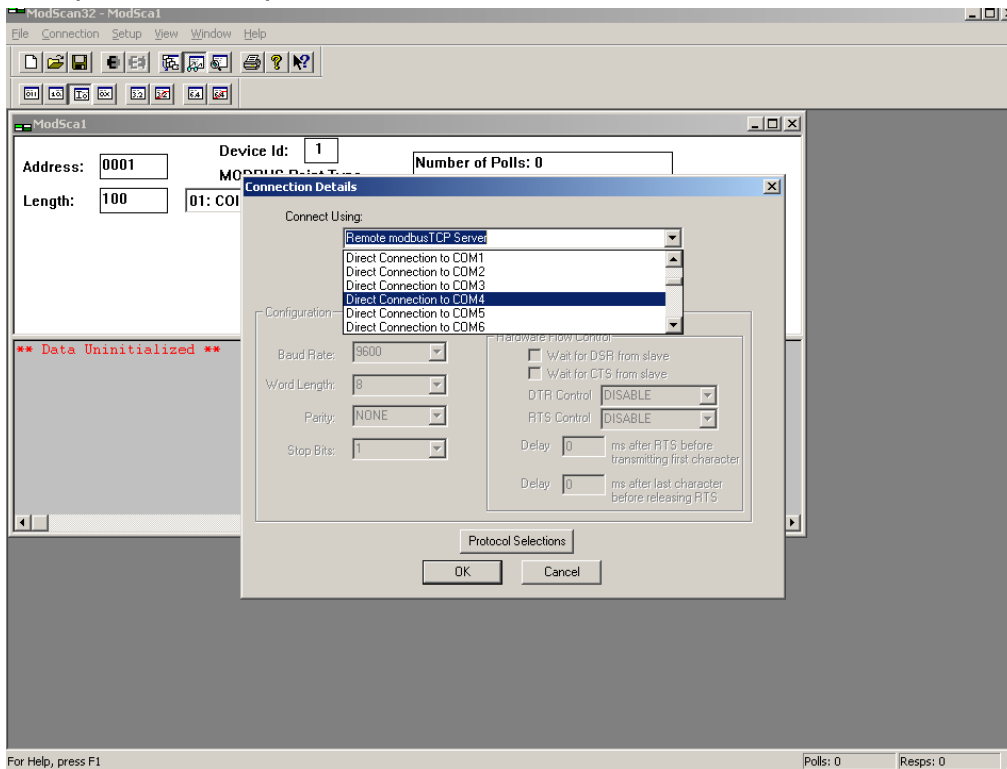 ModScan32 - ModSca1
File Connection Setup View Window Help
ModSca1
Address: 0001
Device Id: 1
Number of Polls: 0
Length: 100
01: COI
Connection Details
Connect Using:
Remote modbusTCP Server
Direct Connection to COM1
Direct Connection to COM2
Direct Connection to COM3
Direct Connection to COM4
Direct Connection to COM5
Direct Connection to COM6
Configuration
Baud Rate: 9600
Word Length: 8
Parity: NONE
Stop Bits: 1
Hardware Flow Control
Wait for DSR from slave
Wait for CTS from slave
DTR Control DISABLE
RTS Control DISABLE
Delay 0 ms after RTS before
transmitting first character
Delay 0 ms after last character
before releasing RTS
Protocol Selections
OK Cancel
** Data Uninitialized **
For Help, press F1
Polls: 0 Resps: 0